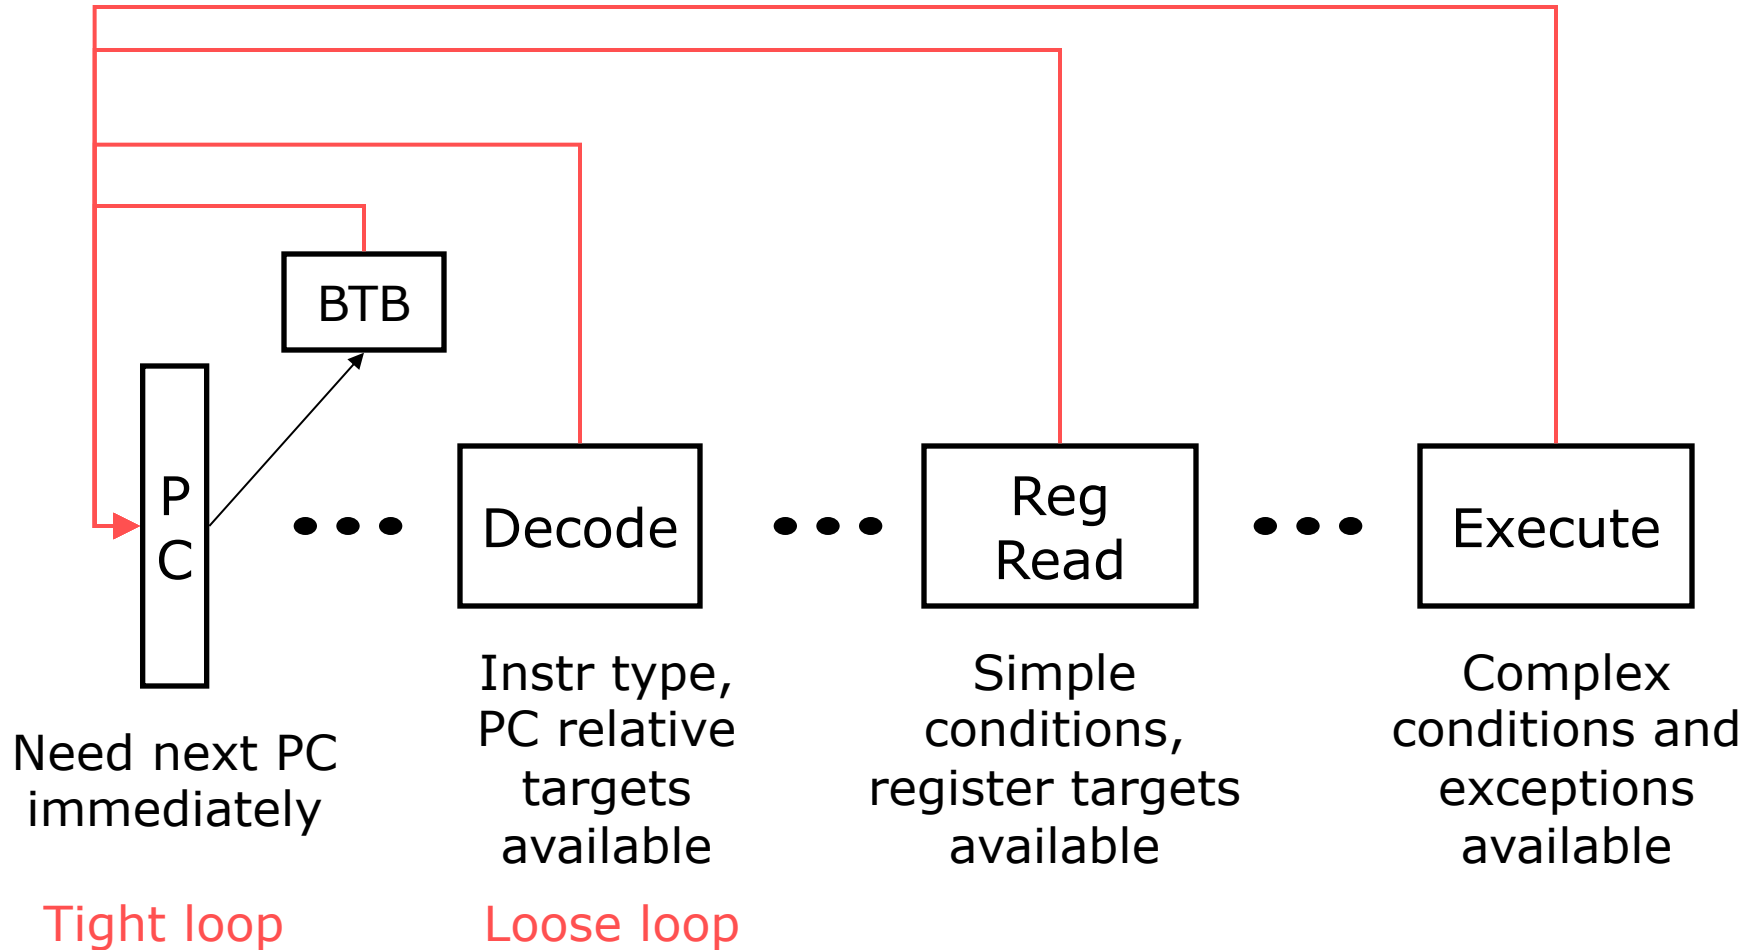 BTB
P
C
Decode
Reg
Read
Execute
Need next PC
immediately
Instr type,
PC relative
targets
available
Simple
conditions,
register targets
available
Complex
conditions and
exceptions
available
Tight loop
Loose loop